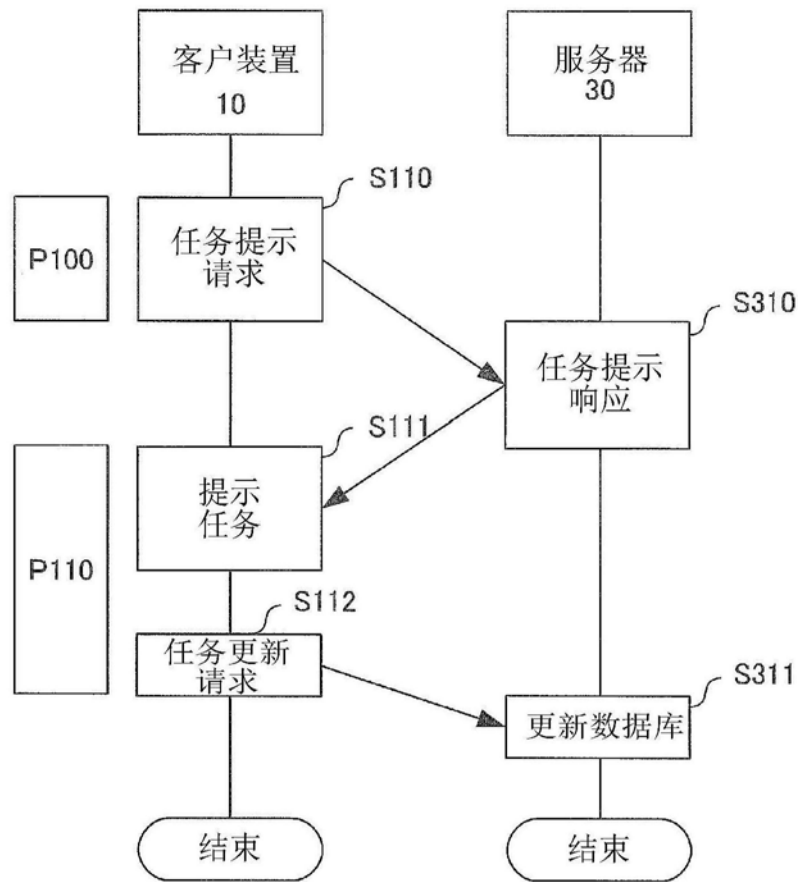 客户装置
10
服务器
30
S110
P100
任务提示
请求
S310
任务提示
响应
S111
提示
任务
P110
S112
任务更新
请求
S311
更新数据库
结束
结束